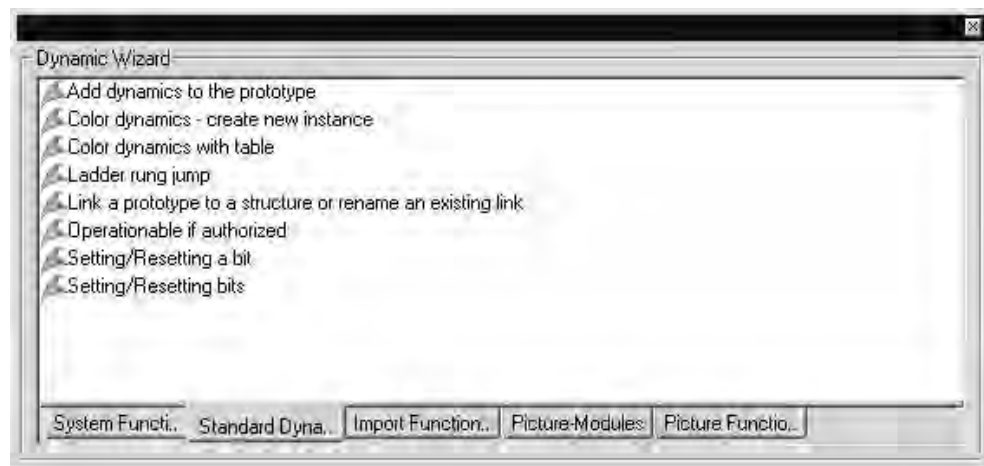 Dynamic Wizard
Add dynamics to the prototype
Color dynamics - create new instance
Color dynamics with table
Ladder rung jump
Link a prototype to a structure or rename an existing link
Operationable if authorized
Setting/Resetting a bit
Setting/Resetting bits
System Functi.. Standard Dyna.. Import Function.. Picture-Modules Picture Functio..